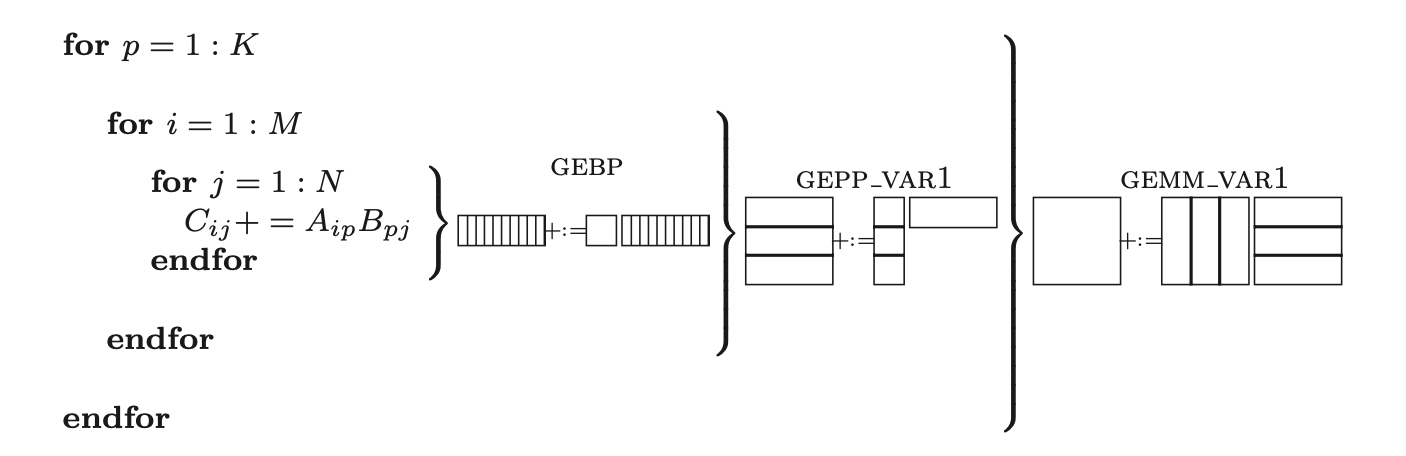 for p = 1 : K
for i = 1 : M
for j = 1 : N
C_{ij}+ = A_{ip}B_{pj}
endfor
endfor
endfor
GEBP
+:=
GEPP_VAR1
+:=
GEMM_VAR1
+:=